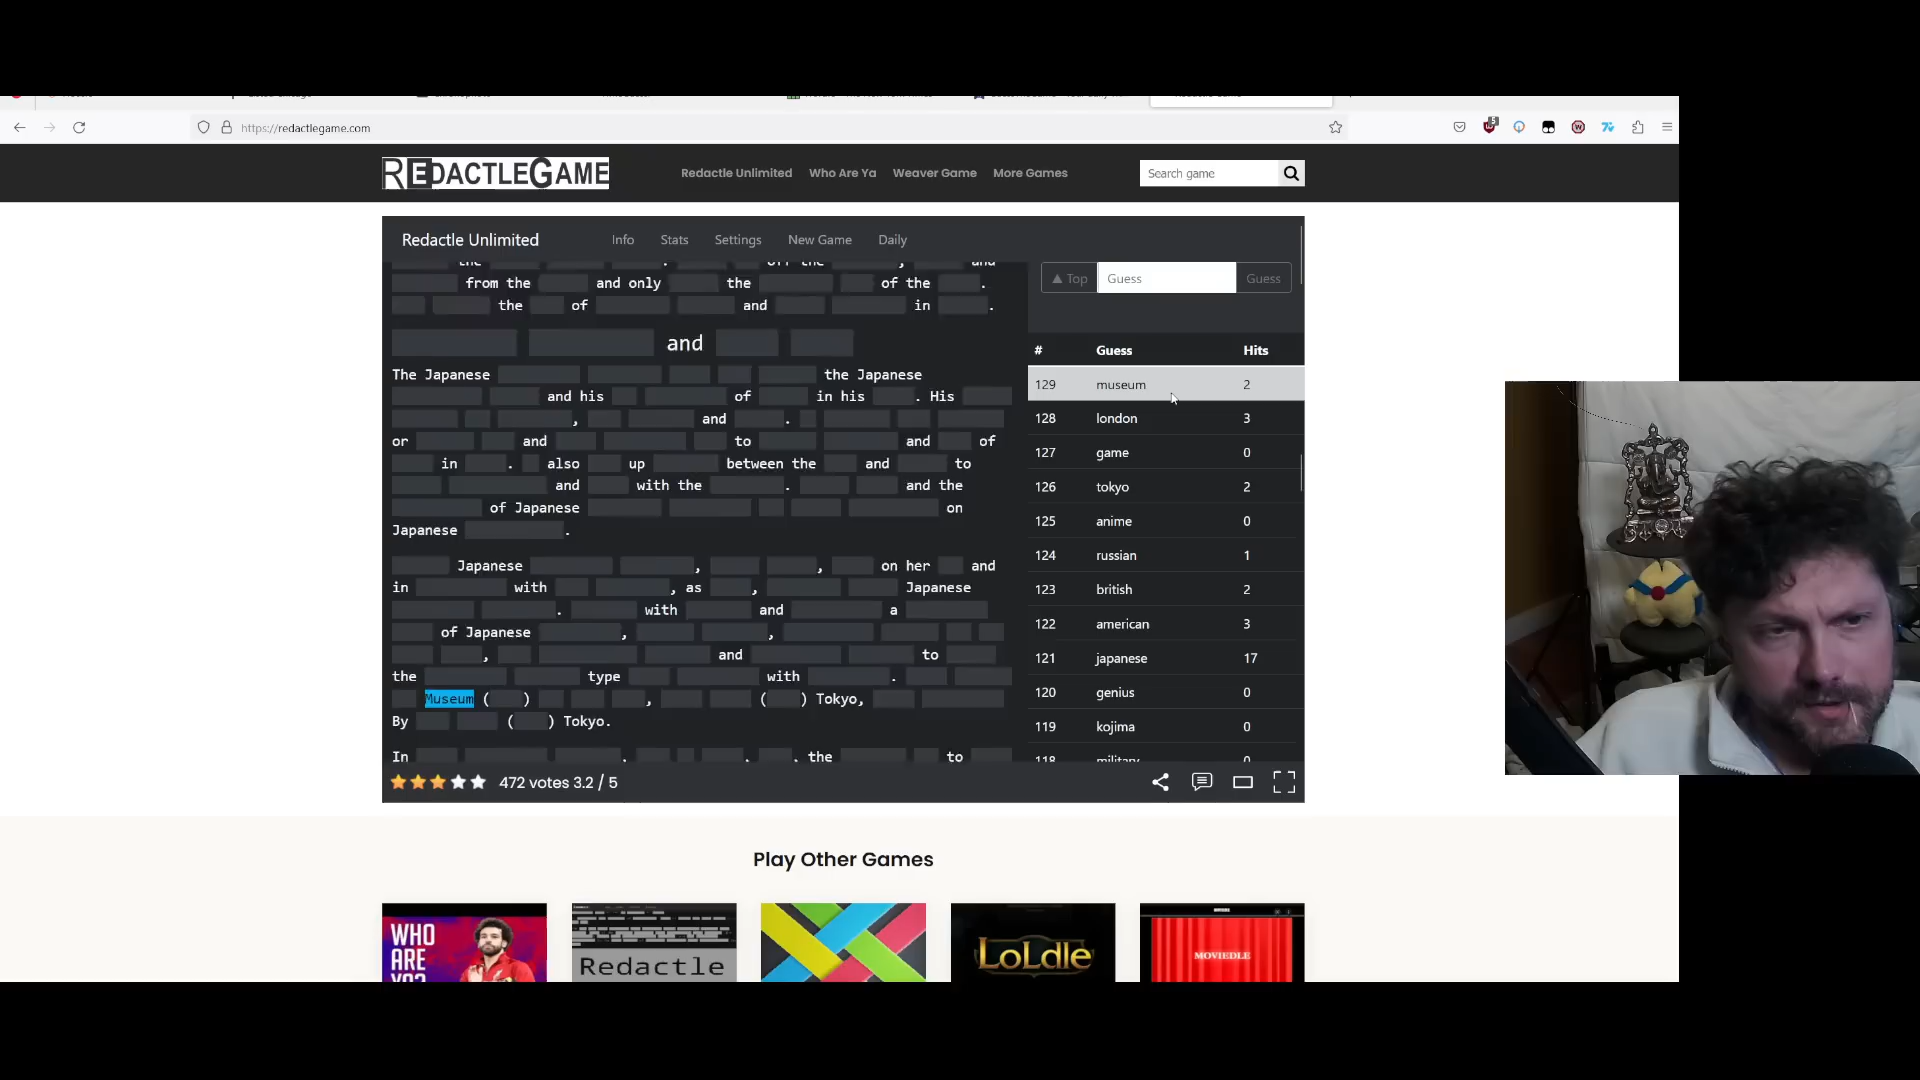 https://redactlegame.com
REDACTLEGAME
Redactle Unlimited Who Are Ya Weaver Game More Games
Search game
Redactle Unlimited Info Stats Settings New Game Daily
off the , and
from the and only the of the .
the of and in .
and
The Japanese the Japanese
and his of in his . His
, and .
or and to and of
in . also up between the and to
and with the . and the
of Japanese on
Japanese .
Japanese , , on her and
in with , as , Japanese
. with and a
of Japanese , ,
, and to
the type with .
Museum ( ) , ( ) Tokyo,
By ( ) Tokyo.
In , , . the to
▲ Top Guess Guess
# Guess Hits
129 museum 2
128 london 3
127 game 0
126 tokyo 2
125 anime 0
124 russian 1
123 british 2
122 american 3
121 japanese 17
120 genius 0
119 kojima 0
118 military 0
472 votes 3.2 / 5
Play Other Games
WHO
ARE
YA?
Redactle
LoLdle
MOVIEDLE